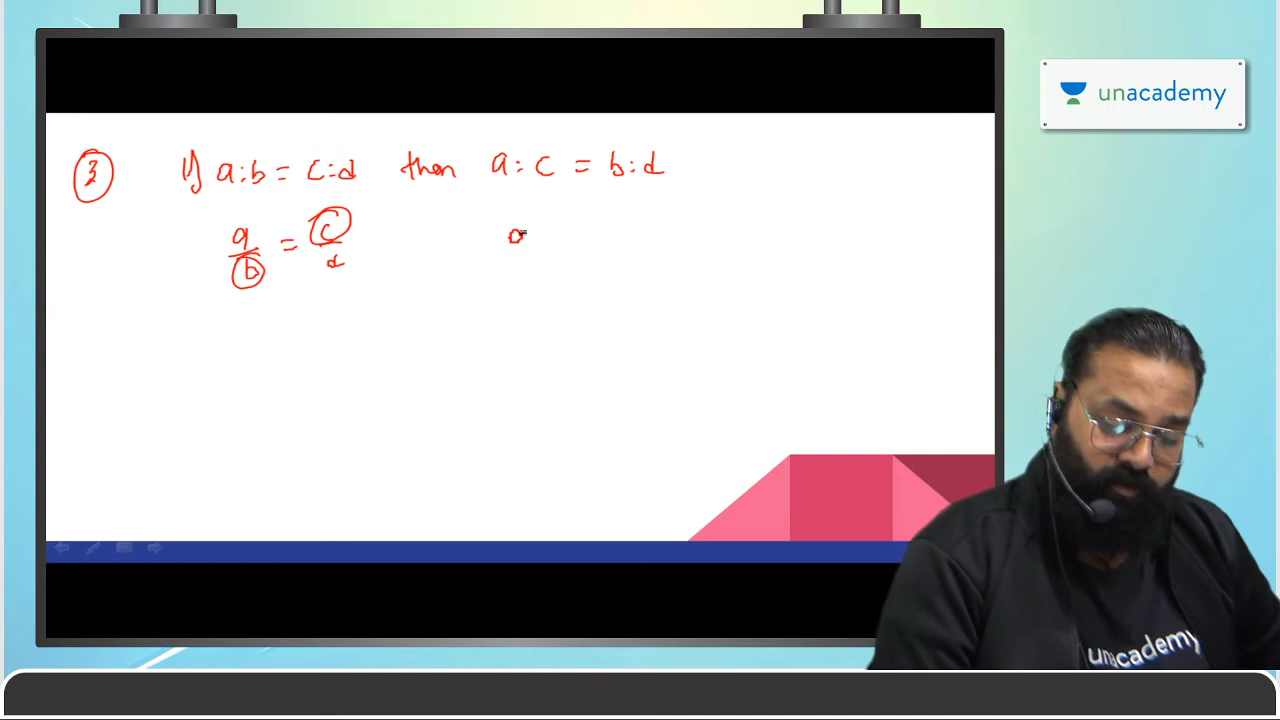 unacademy
3 If a:b = c:d then a:c = b:d
a/b = c/d a
unacademy